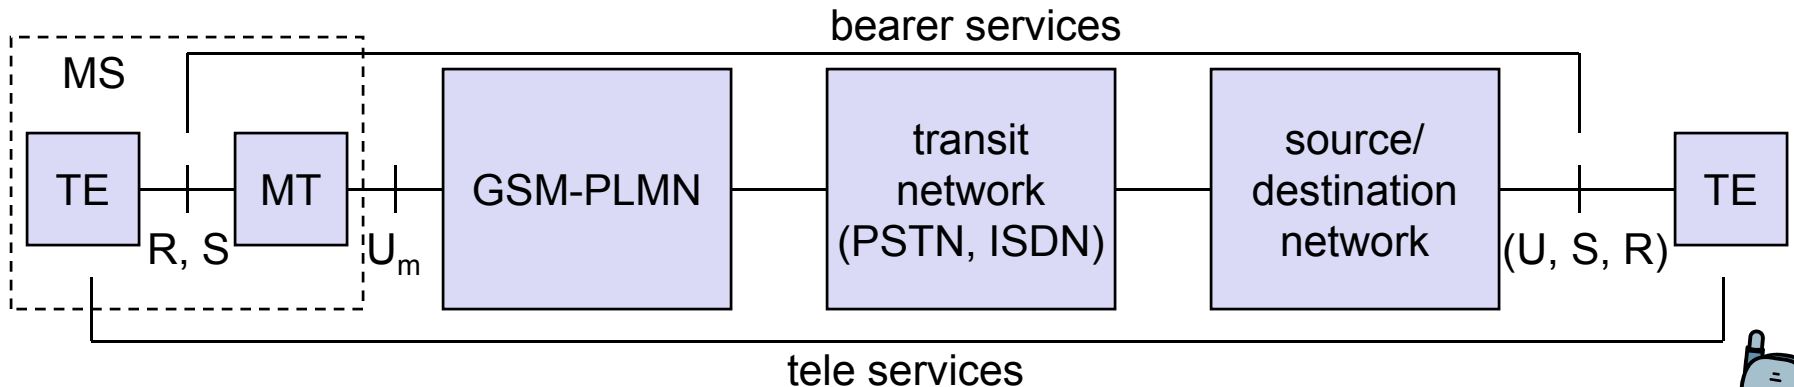 bearer services
MS
TE
MT
GSM-PLMN
transit
network
(PSTN, ISDN)
source/
destination
network
TE
R, S
Um
(U, S, R)
tele services